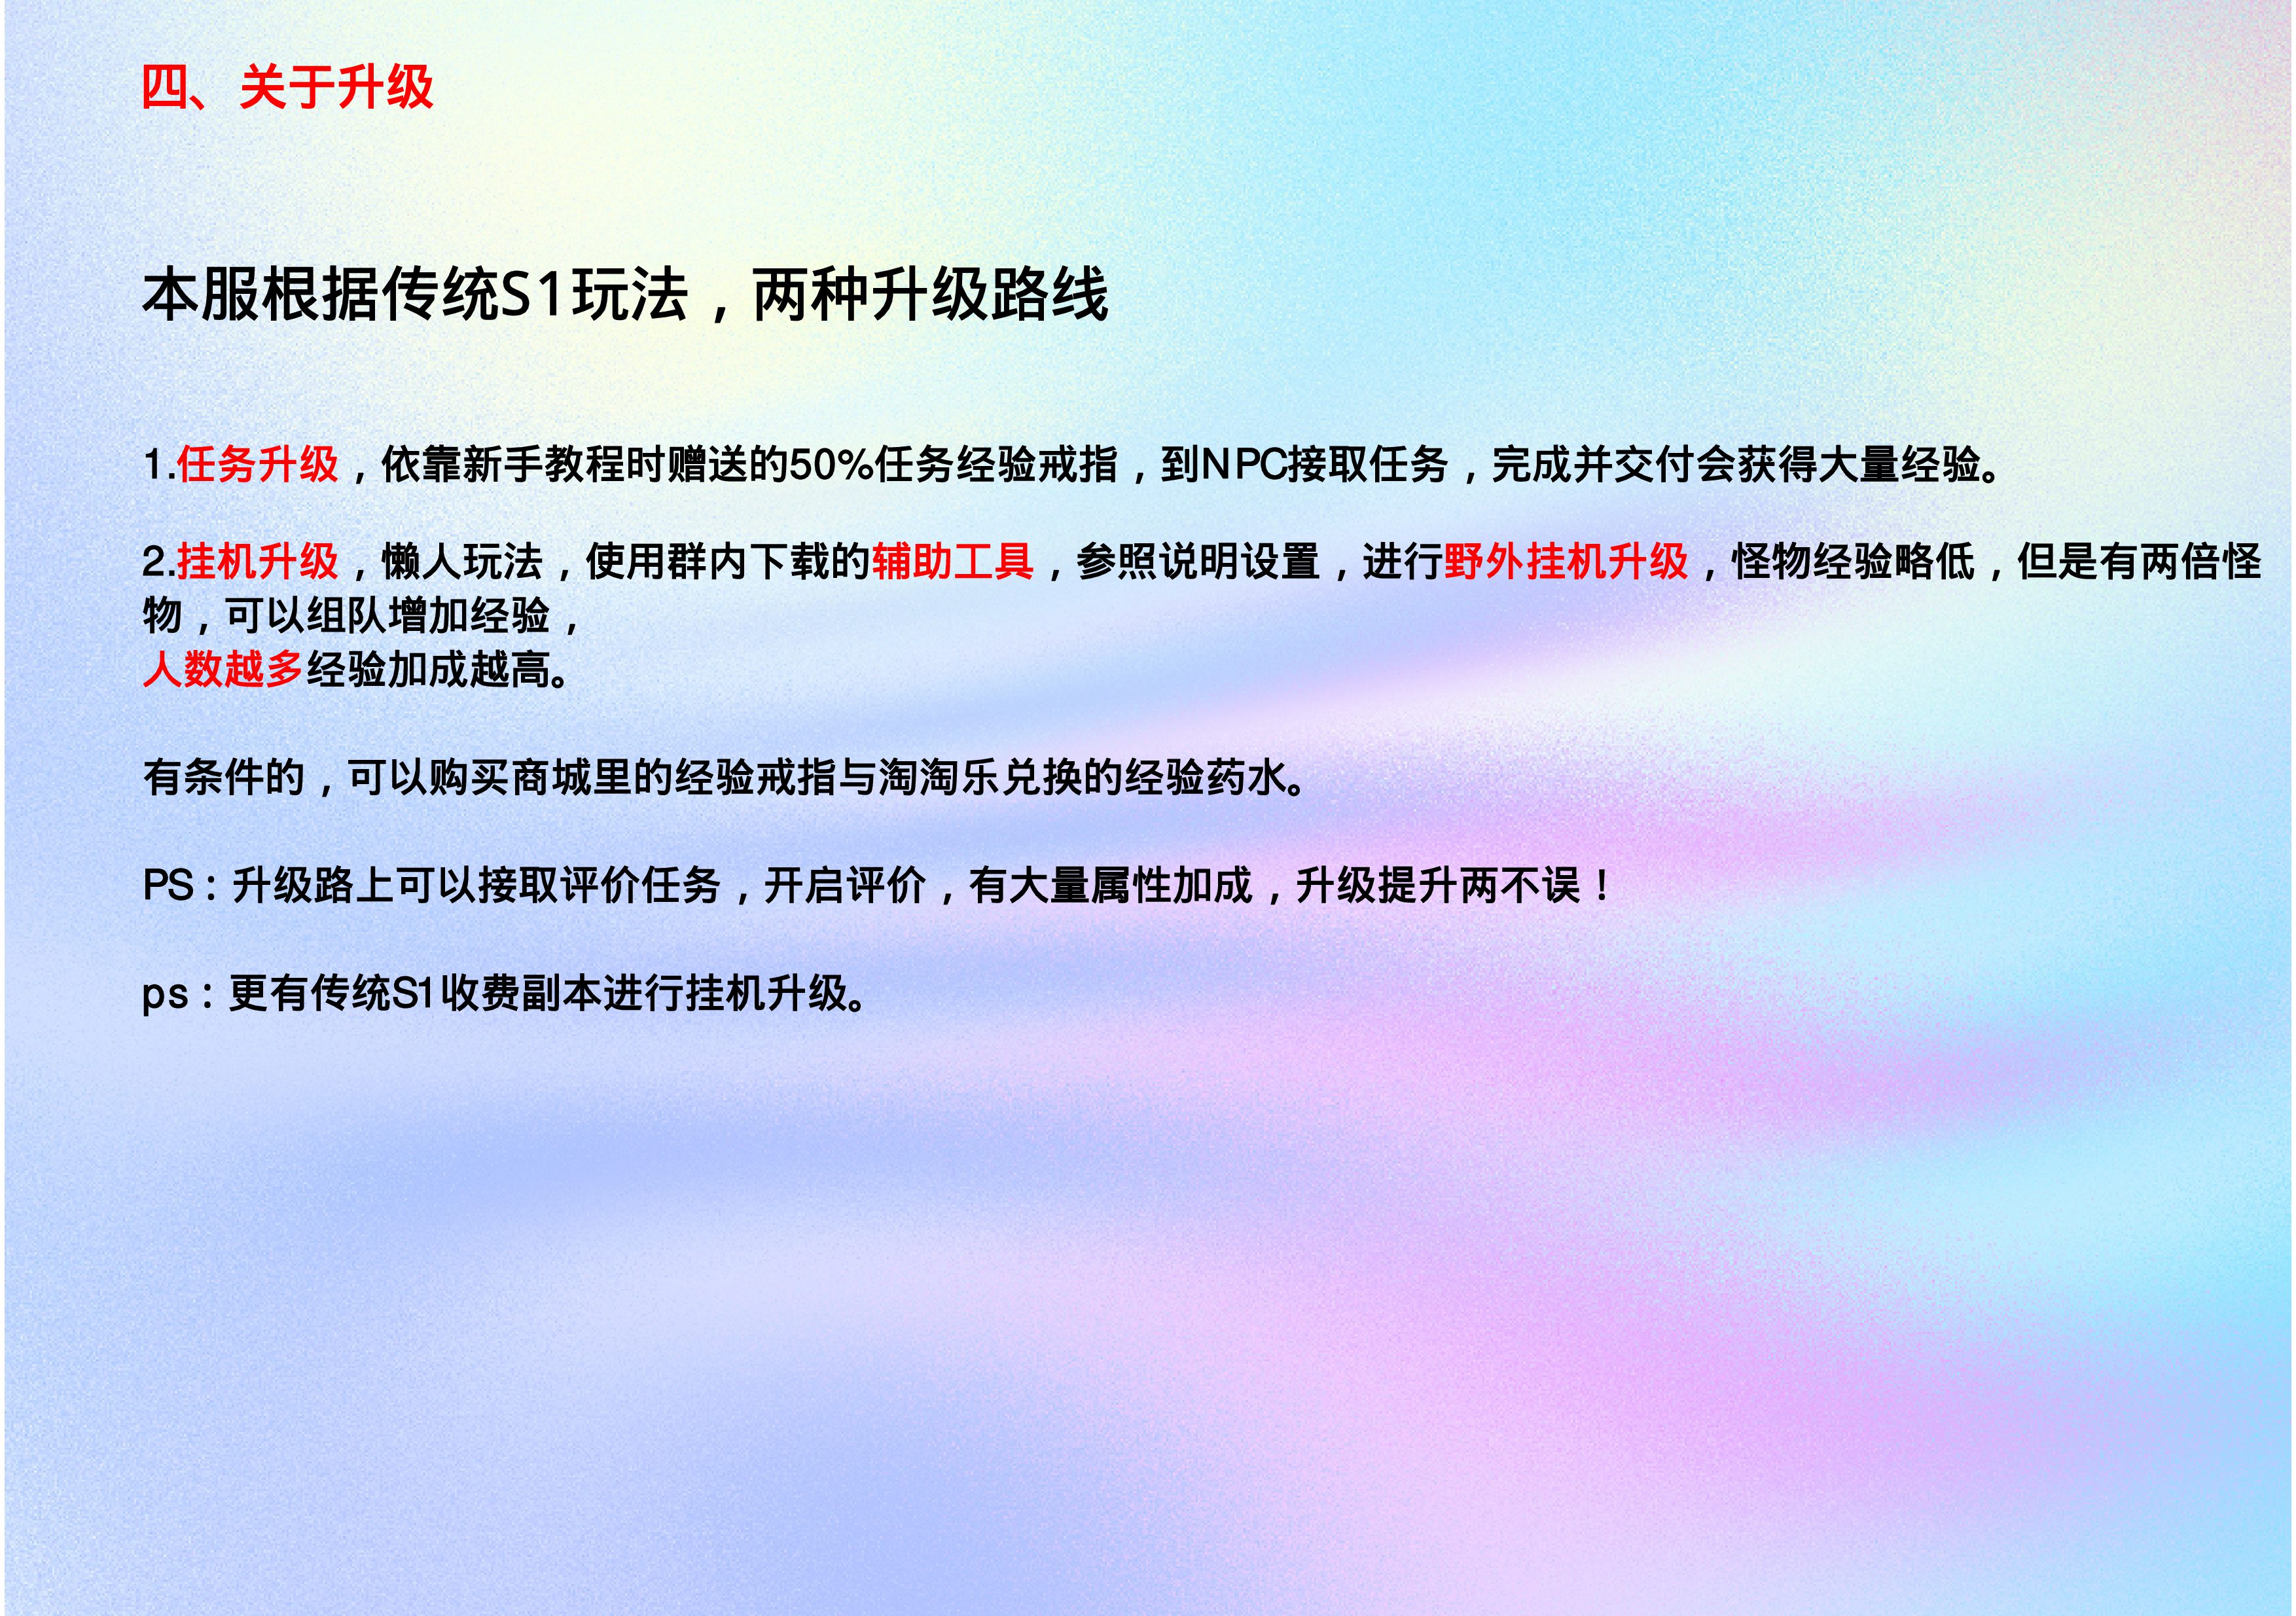 四、关于升级
本服根据传统S1玩法，两种升级路线
1.任务升级，依靠新手教程时赠送的50%任务经验戒指，到NPC接取任务，完成并交付会获得大量经验。
2.挂机升级，懒人玩法，使用群内下载的辅助工具，参照说明设置，进行野外挂机升级，怪物经验略低，但是有两倍怪
物，可以组队增加经验，
人数越多经验加成越高。
有条件的，可以购买商城里的经验戒指与淘淘乐兑换的经验药水。
PS：升级路上可以接取评价任务，开启评价，有大量属性加成，升级提升两不误！
ps：更有传统S1收费副本进行挂机升级。